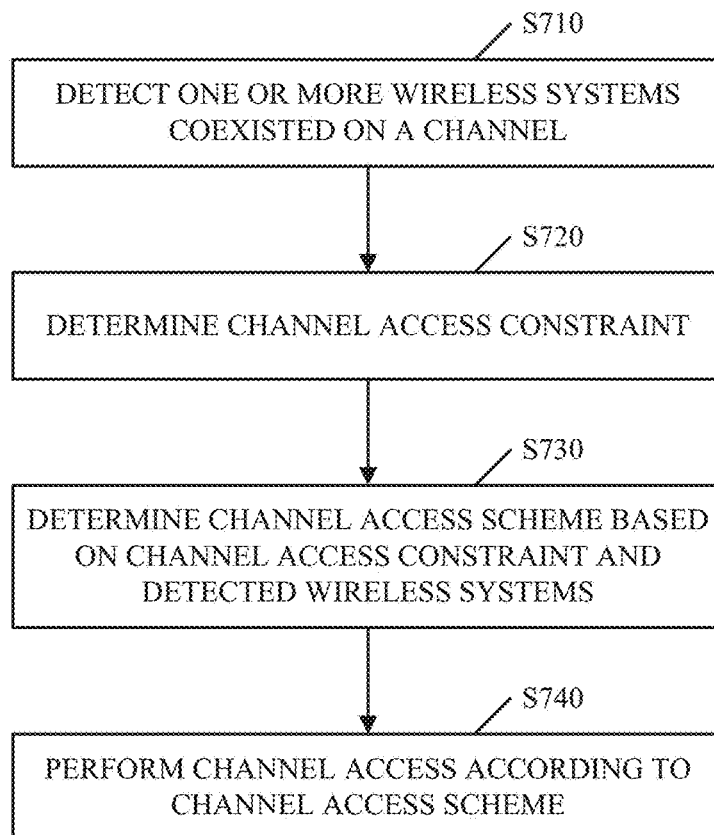 S710
DETECT ONE OR MORE WIRELESS SYSTEMS
COEXISTED ON A CHANNEL
S720
DETERMINE CHANNEL ACCESS CONSTRAINT
S730
DETERMINE CHANNEL ACCESS SCHEME BASED
ON CHANNEL ACCESS CONSTRAINT AND
DETECTED WIRELESS SYSTEMS
S740
PERFORM CHANNEL ACCESS ACCORDING TO
CHANNEL ACCESS SCHEME